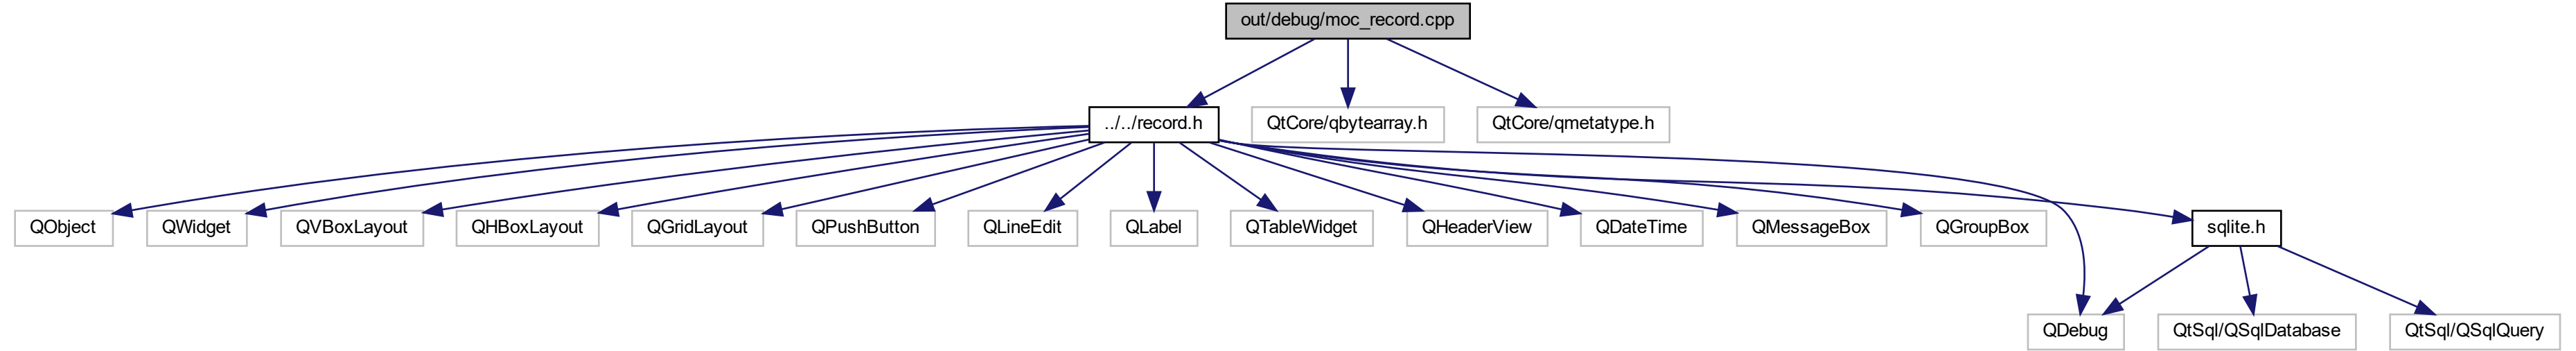 out/debug/moc_record.cpp
../../record.h
QtCore/qbytearray.h
QtCore/qmetatype.h
QObject
QWidget
QVBoxLayout
QHBoxLayout
QGridLayout
QPushButton
QLineEdit
QLabel
QTableWidget
QHeaderView
QDateTime
QMessageBox
QGroupBox
sqlite.h
QDebug
QtSql/QSqlDatabase
QtSql/QSqlQuery